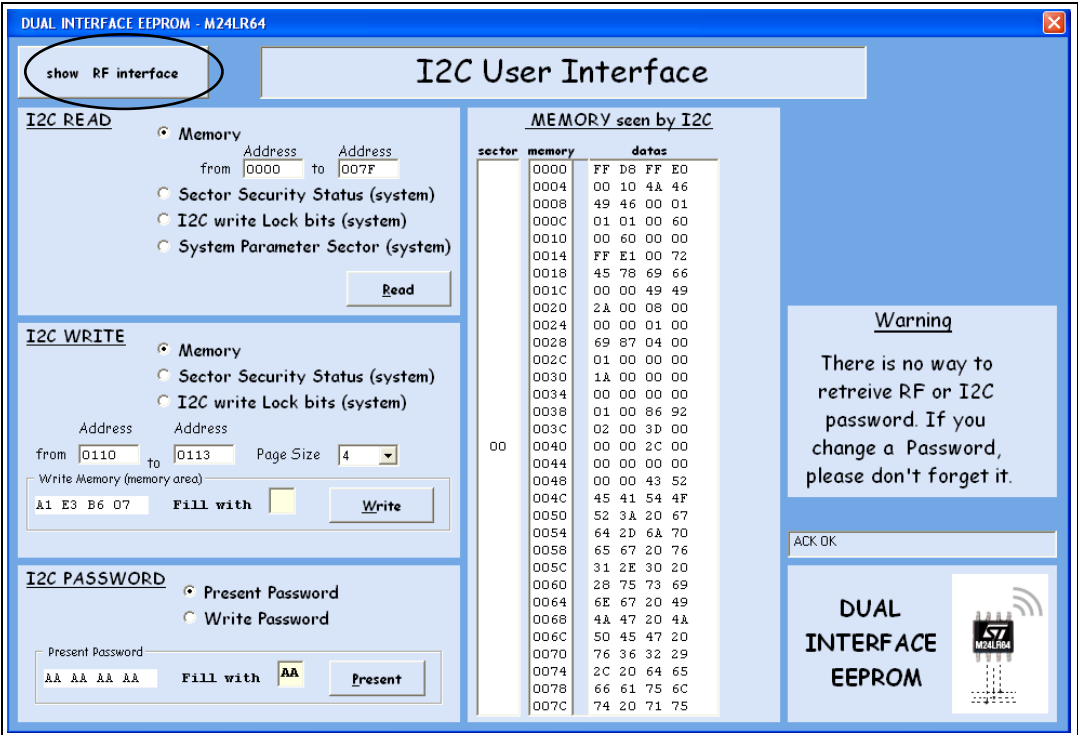 DUAL INTERFACE EEPROM - M24LR64
show RF interface
I2C User Interface
I2C READ
Memory
Address Address
from 0000 to 007F
Sector Security Status (system)
I2C write Lock bits (system)
System Parameter Sector (system)
Read
I2C WRITE
Memory
Sector Security Status (system)
I2C write Lock bits (system)
Address Address
from 0110 to 0113 Page Size 4
Write Memory (memory area)
A1 E3 B6 07 Fill with Write
I2C PASSWORD
Present Password
Write Password
Present Password
AA AA AA AA Fill with AA Present
MEMORY seen by I2C
sector memory datas
0000 FF D8 FF E0
0004 00 10 4A 46
0008 49 46 00 01
000C 01 01 00 60
0010 00 60 00 00
0014 FF E1 00 72
0018 45 78 69 66
001C 00 00 49 49
0020 2A 00 08 00
0024 00 00 01 00
0028 69 87 04 00
002C 01 00 00 00
0030 1A 00 00 00
0034 00 00 00 00
0038 01 00 86 92
003C 02 00 3D 00
00 0040 00 00 2C 00
0044 00 00 00 00
0048 00 00 43 52
004C 45 41 54 4F
0050 52 3A 20 67
0054 64 2D 6A 70
0058 65 67 20 76
005C 31 2E 30 20
0060 28 75 73 69
0064 6E 67 20 49
0068 4A 47 20 4A
006C 50 45 47 20
0070 76 36 32 29
0074 2C 20 64 65
0078 66 61 75 6C
007C 74 20 71 75
Warning
There is no way to
retreive RF or I2C
password. If you
change a Password,
please don't forget it.
ACK OK
DUAL
INTERFACE
EEPROM
ST
M24LR64